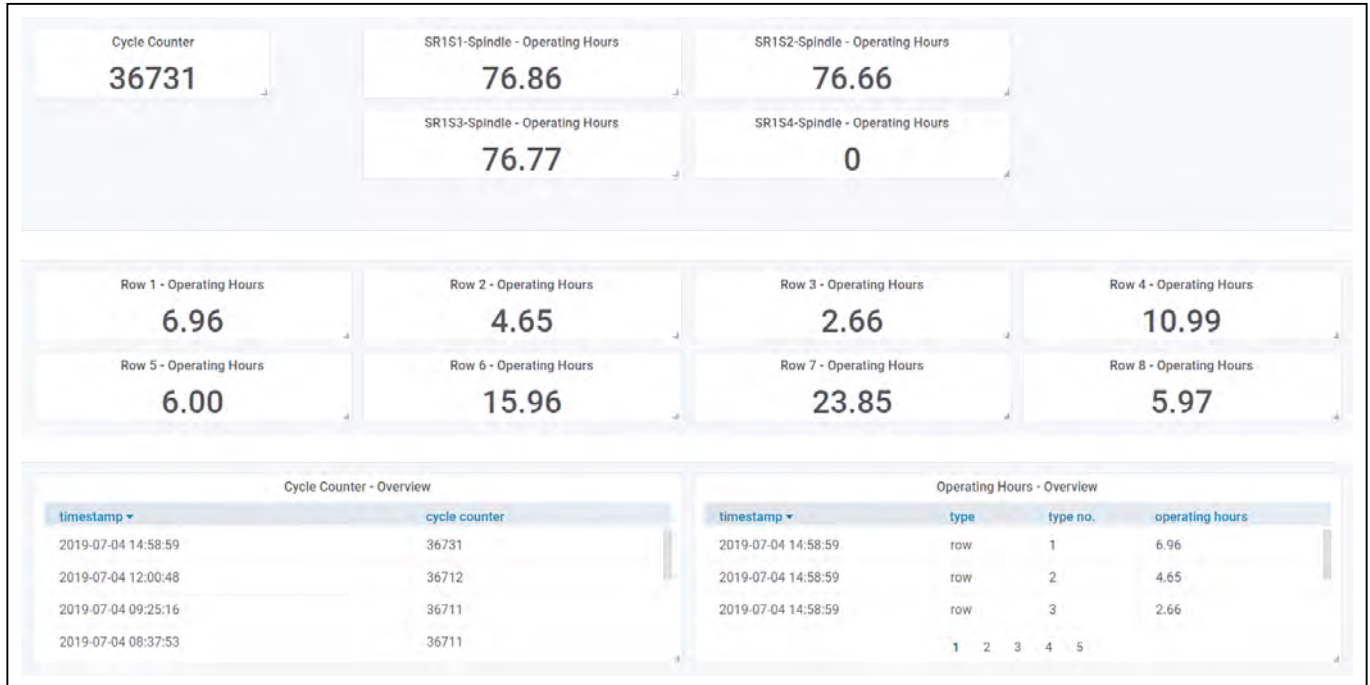 Cycle Counter
36731
SR1S1-Spindle - Operating Hours
76.86
SR1S2-Spindle - Operating Hours
76.66
SR1S3-Spindle - Operating Hours
76.77
SR1S4-Spindle - Operating Hours
0
Row 1 - Operating Hours
6.96
Row 2 - Operating Hours
4.65
Row 3 - Operating Hours
2.66
Row 4 - Operating Hours
10.99
Row 5 - Operating Hours
6.00
Row 6 - Operating Hours
15.96
Row 7 - Operating Hours
23.85
Row 8 - Operating Hours
5.97
Cycle Counter - Overview
timestamp cycle counter
2019-07-04 14:58:59 36731
2019-07-04 12:00:48 36712
2019-07-04 09:25:16 36711
2019-07-04 08:37:53 36711
Operating Hours - Overview
timestamp type type no. operating hours
2019-07-04 14:58:59 row 1 6.96
2019-07-04 14:58:59 row 2 4.65
2019-07-04 14:58:59 row 3 2.66
1 2 3 4 5